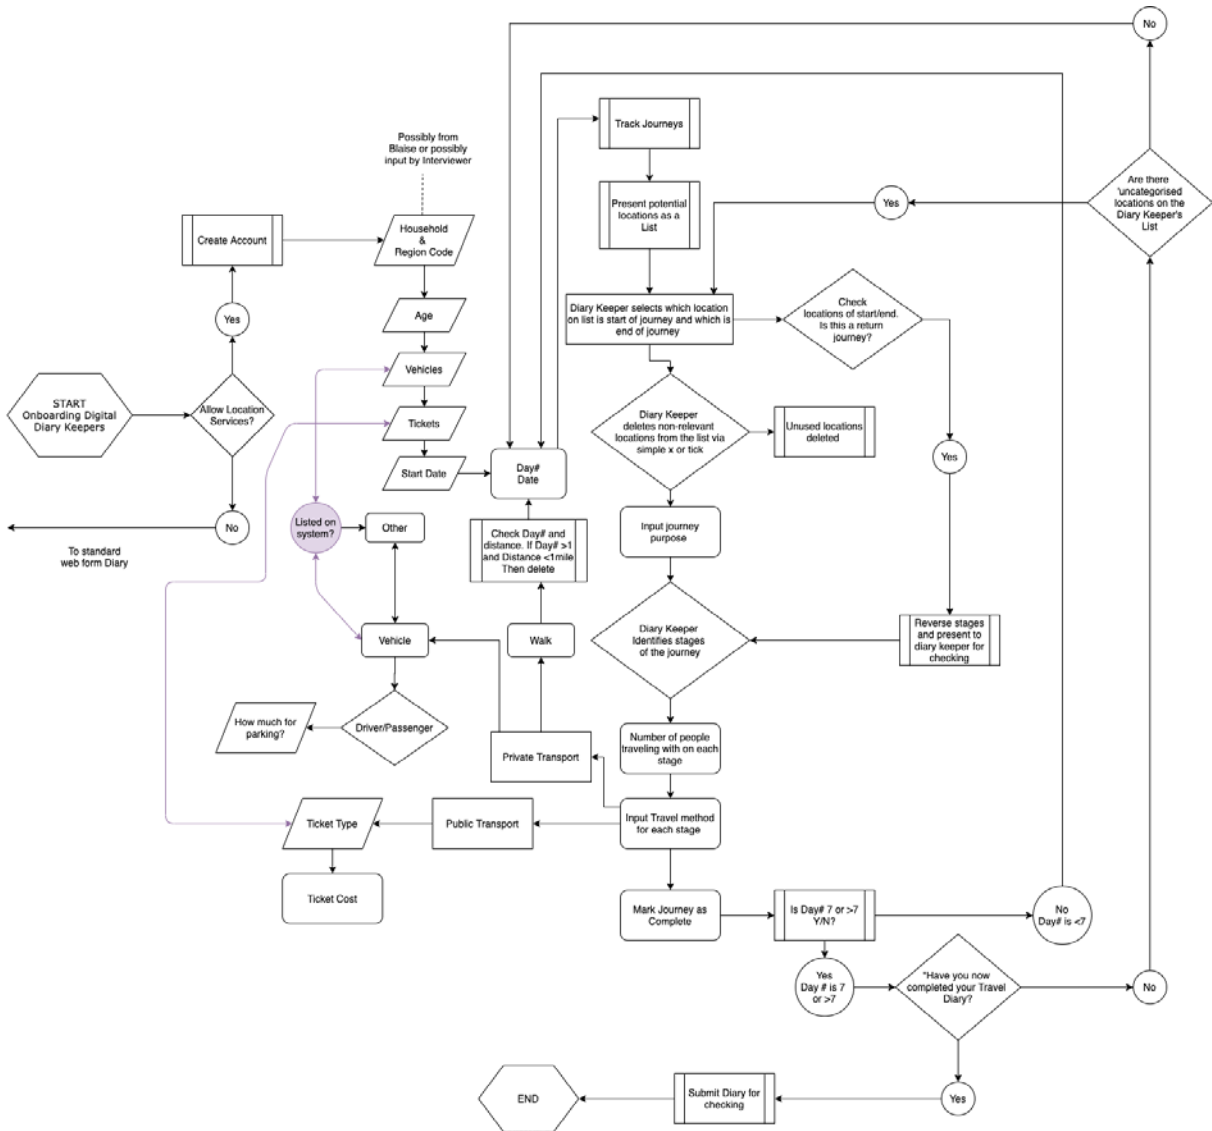 No
Track Journeys
Possibly from
Blaise or possibly
input by Interviewer
Are there
'uncategorised
locations on the
Diary Keeper's
List
Present potential
locations as a
List
Yes
Create Account
Household
&
Region Code
Check
locations of start/end.
Is this a return
journey?
Diary Keeper selects which location
on list is start of journey and which is
end of journey
Yes
Age
Vehicles
START
Onboarding Digital
Diary Keepers
Allow Location
Services?
Tickets
Diary Keeper
deletes non-relevant
locations from the list via
simple x or tick
Unused locations
deleted
Yes
Start Date
Day#
Date
No
To standard
web form Diary
Listed on
system?
Other
Check Day# and
distance. If Day# >1
and Distance <1mile
Then delete
Input journey
purpose
Vehicle
Walk
Diary Keeper
Identifies stages
of the journey
Reverse stages
and present to
diary keeper for
checking
How much for
parking?
Driver/Passenger
Private Transport
Number of people
traveling with on each
stage
Ticket Type
Public Transport
Input Travel method
for each stage
Ticket Cost
Mark Journey as
Complete
Is Day# 7 or >7
Y/N?
No
Day# is <7
Yes
Day # is 7
or >7
"Have you now
completed your Travel
Diary?
No
END
Submit Diary for
checking
Yes